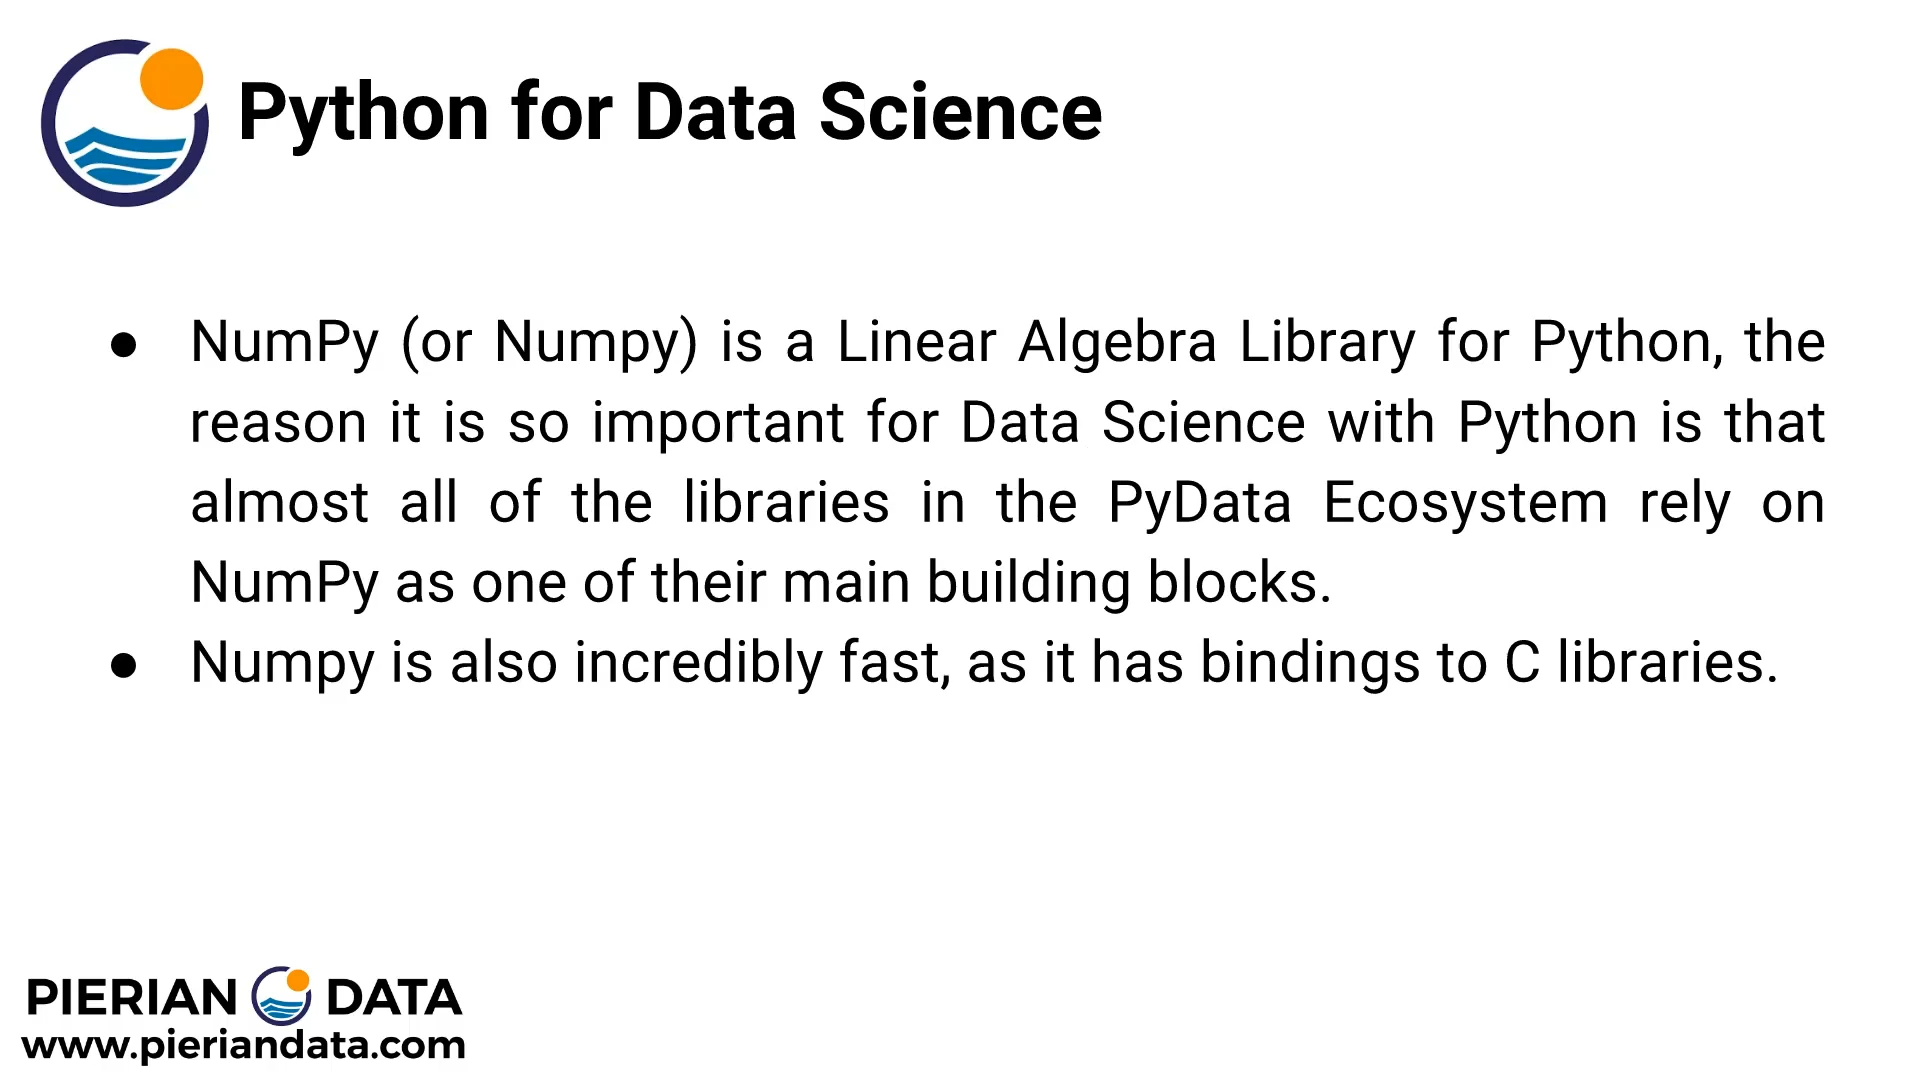 Python for Data Science
● NumPy (or Numpy) is a Linear Algebra Library for Python, the
reason it is so important for Data Science with Python is that
almost all of the libraries in the PyData Ecosystem rely on
NumPy as one of their main building blocks.
● Numpy is also incredibly fast, as it has bindings to C libraries.
PIERIAN DATA
www.pieriandata.com